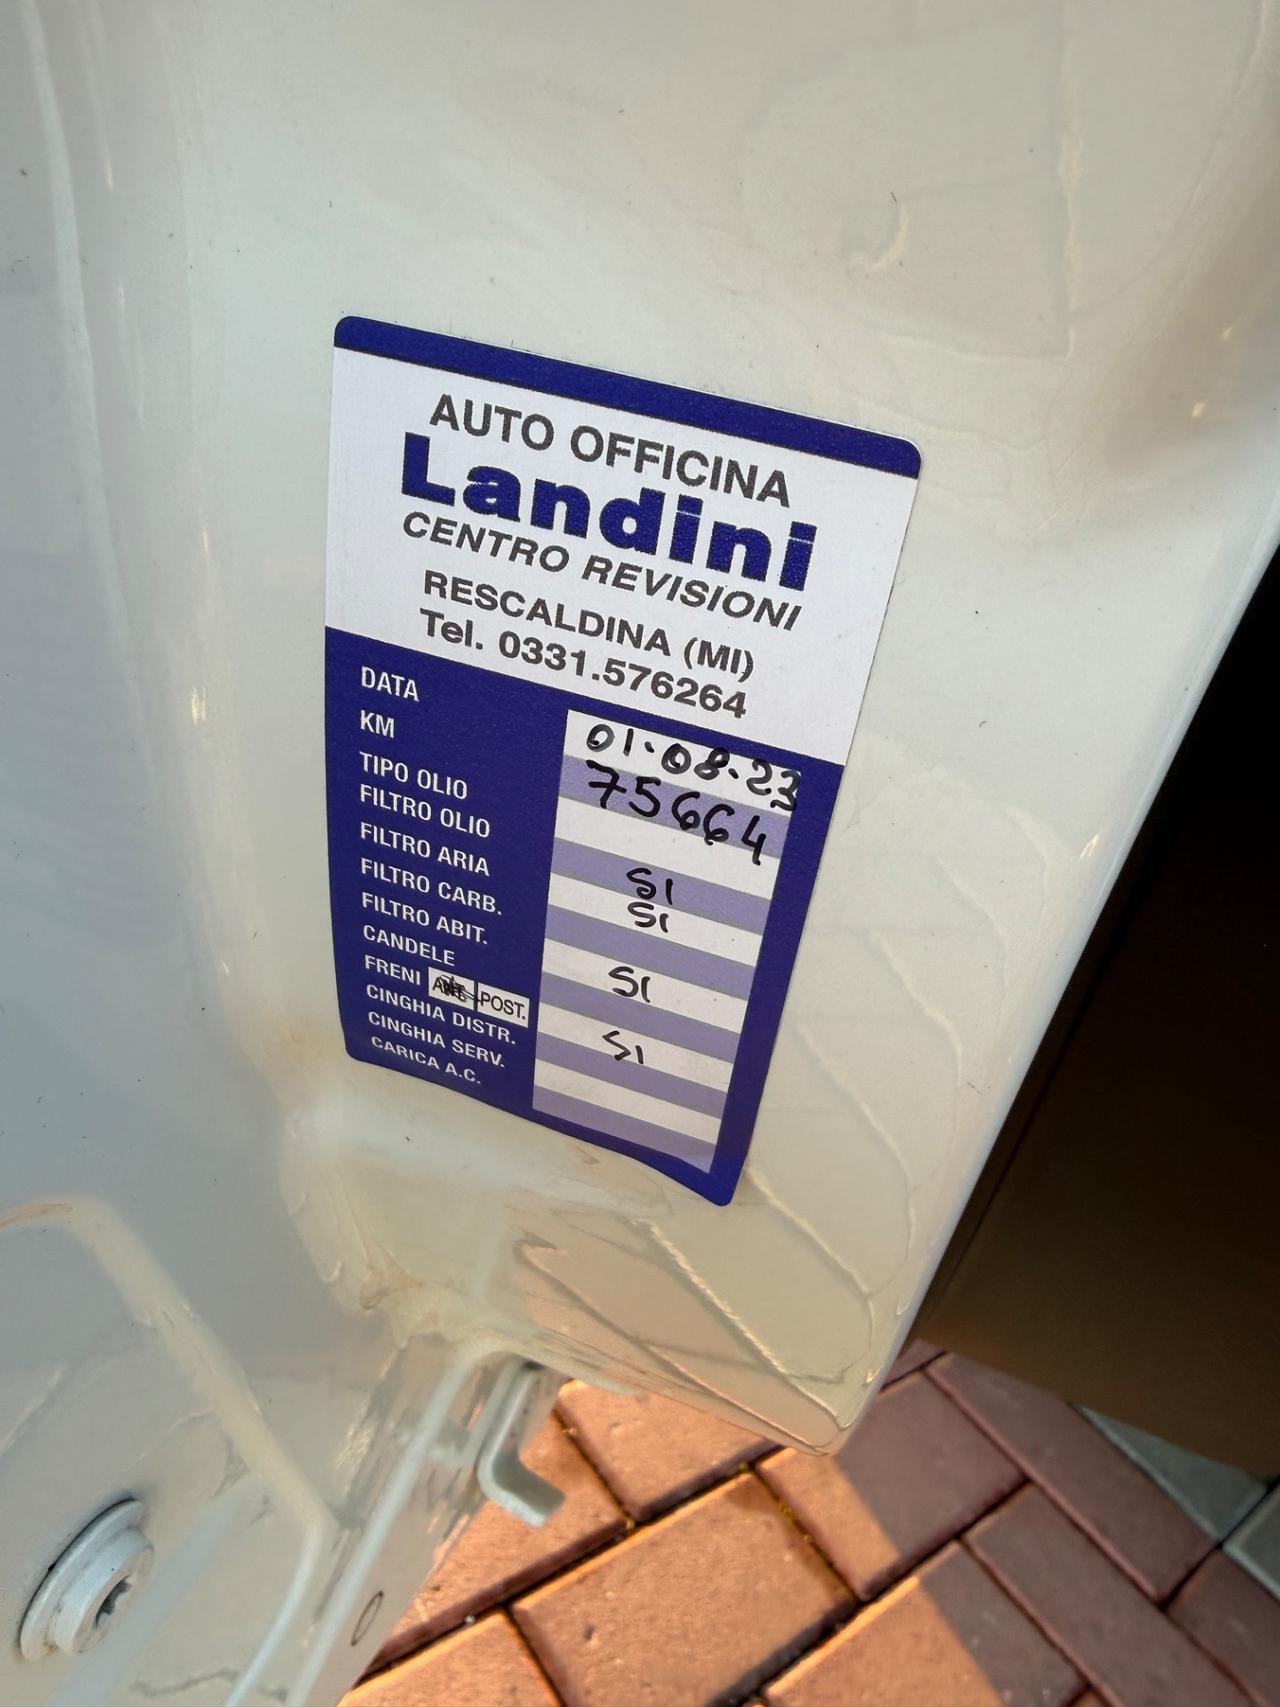 AUTO OFFICINA
Landini
CENTRO REVISIONI
RESCALDINA (MI)
Tel. 0331.576264
DATA 01.08.23
KM 75664
TIPO OLIO
FILTRO OLIO SI
FILTRO ARIA SI
FILTRO CARB.
FILTRO ABIT. SI
CANDELE
FRENI POST. SI
CINGHIA DISTR.
CINGHIA SERV.
CARICA A.C.